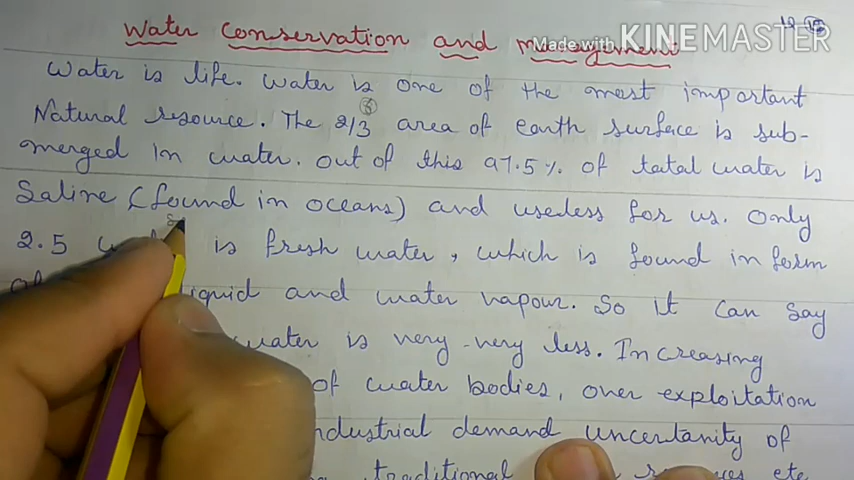 Water Conservation and management
Made with KINEMASTER
Water is life. Water is one of the most important
Natural resource. The 2/3 area of earth surface is sub-
merged in water. Out of this 97.5% of total water is
Saline (found in oceans) and useless for us. Only
2.5 is fresh water, which is found in form
iquid and water vapour. So it can say
water is very-very less. Increasing
of water bodies, over exploitation
ndustrial demand uncertanity of
traditional etc